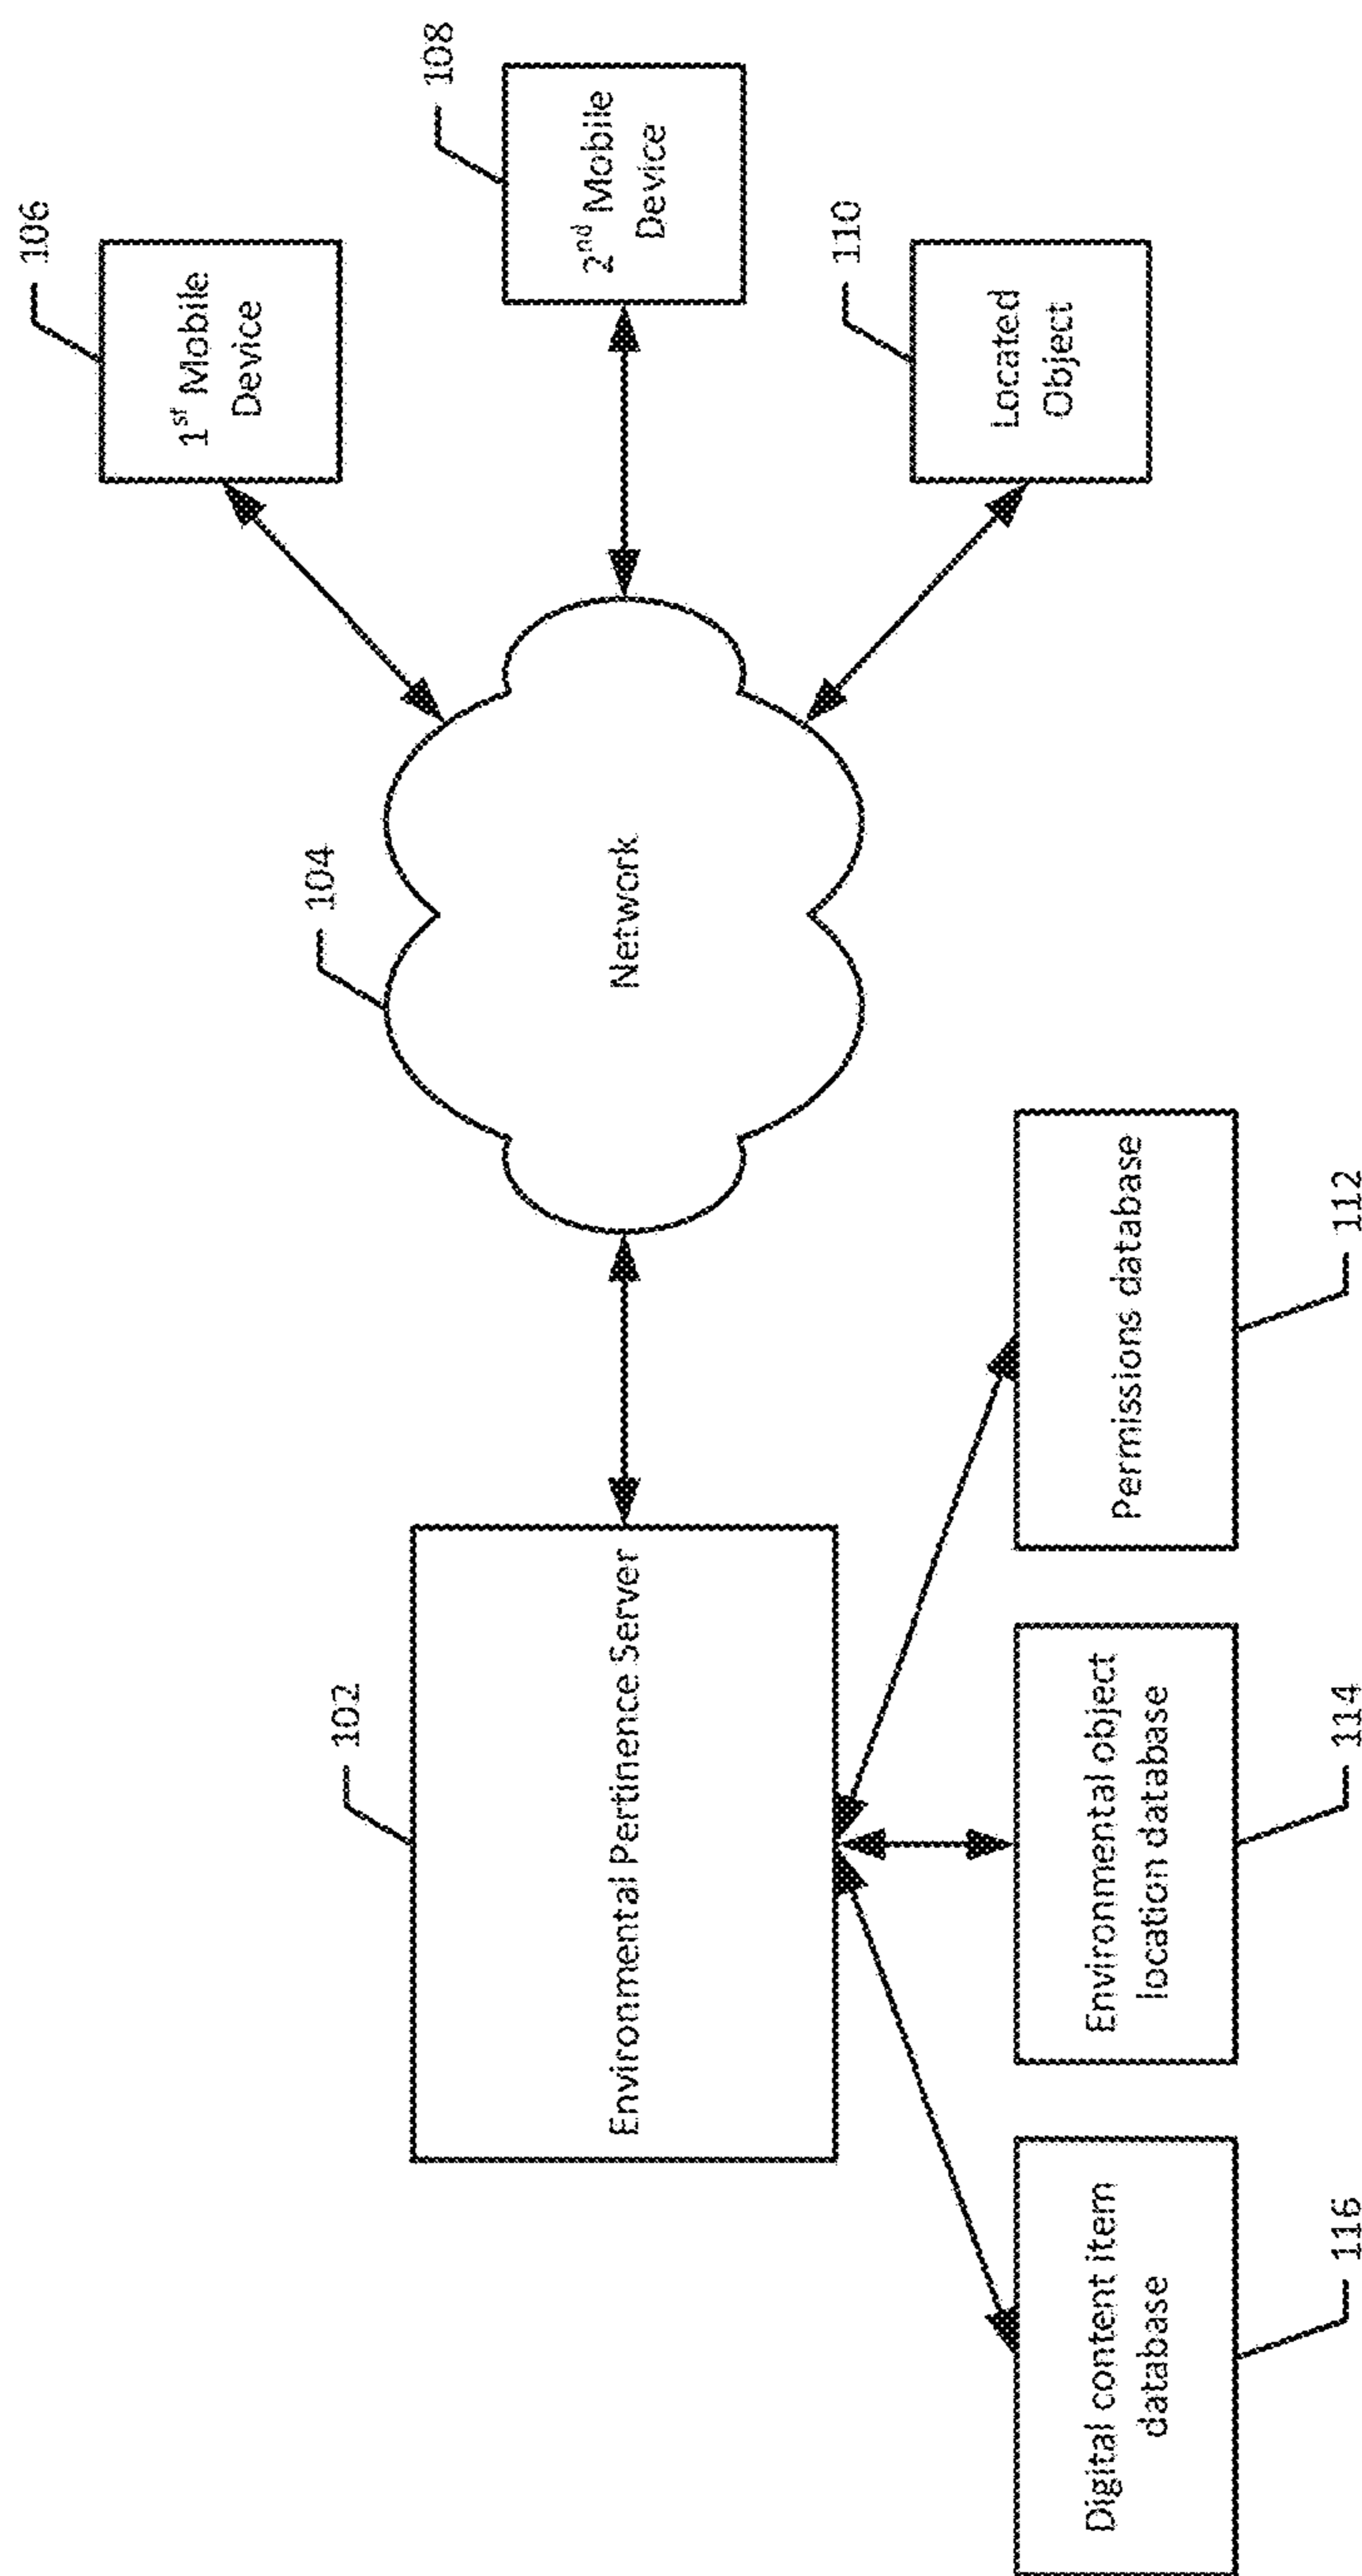 106
1st Mobile
Device
108
2nd Mobile
Device
104
Network
110
Located
Object
102
Environmental Pertinence Server
Digital content item
database
116
Environmental object
location database
114
Permissions database
112